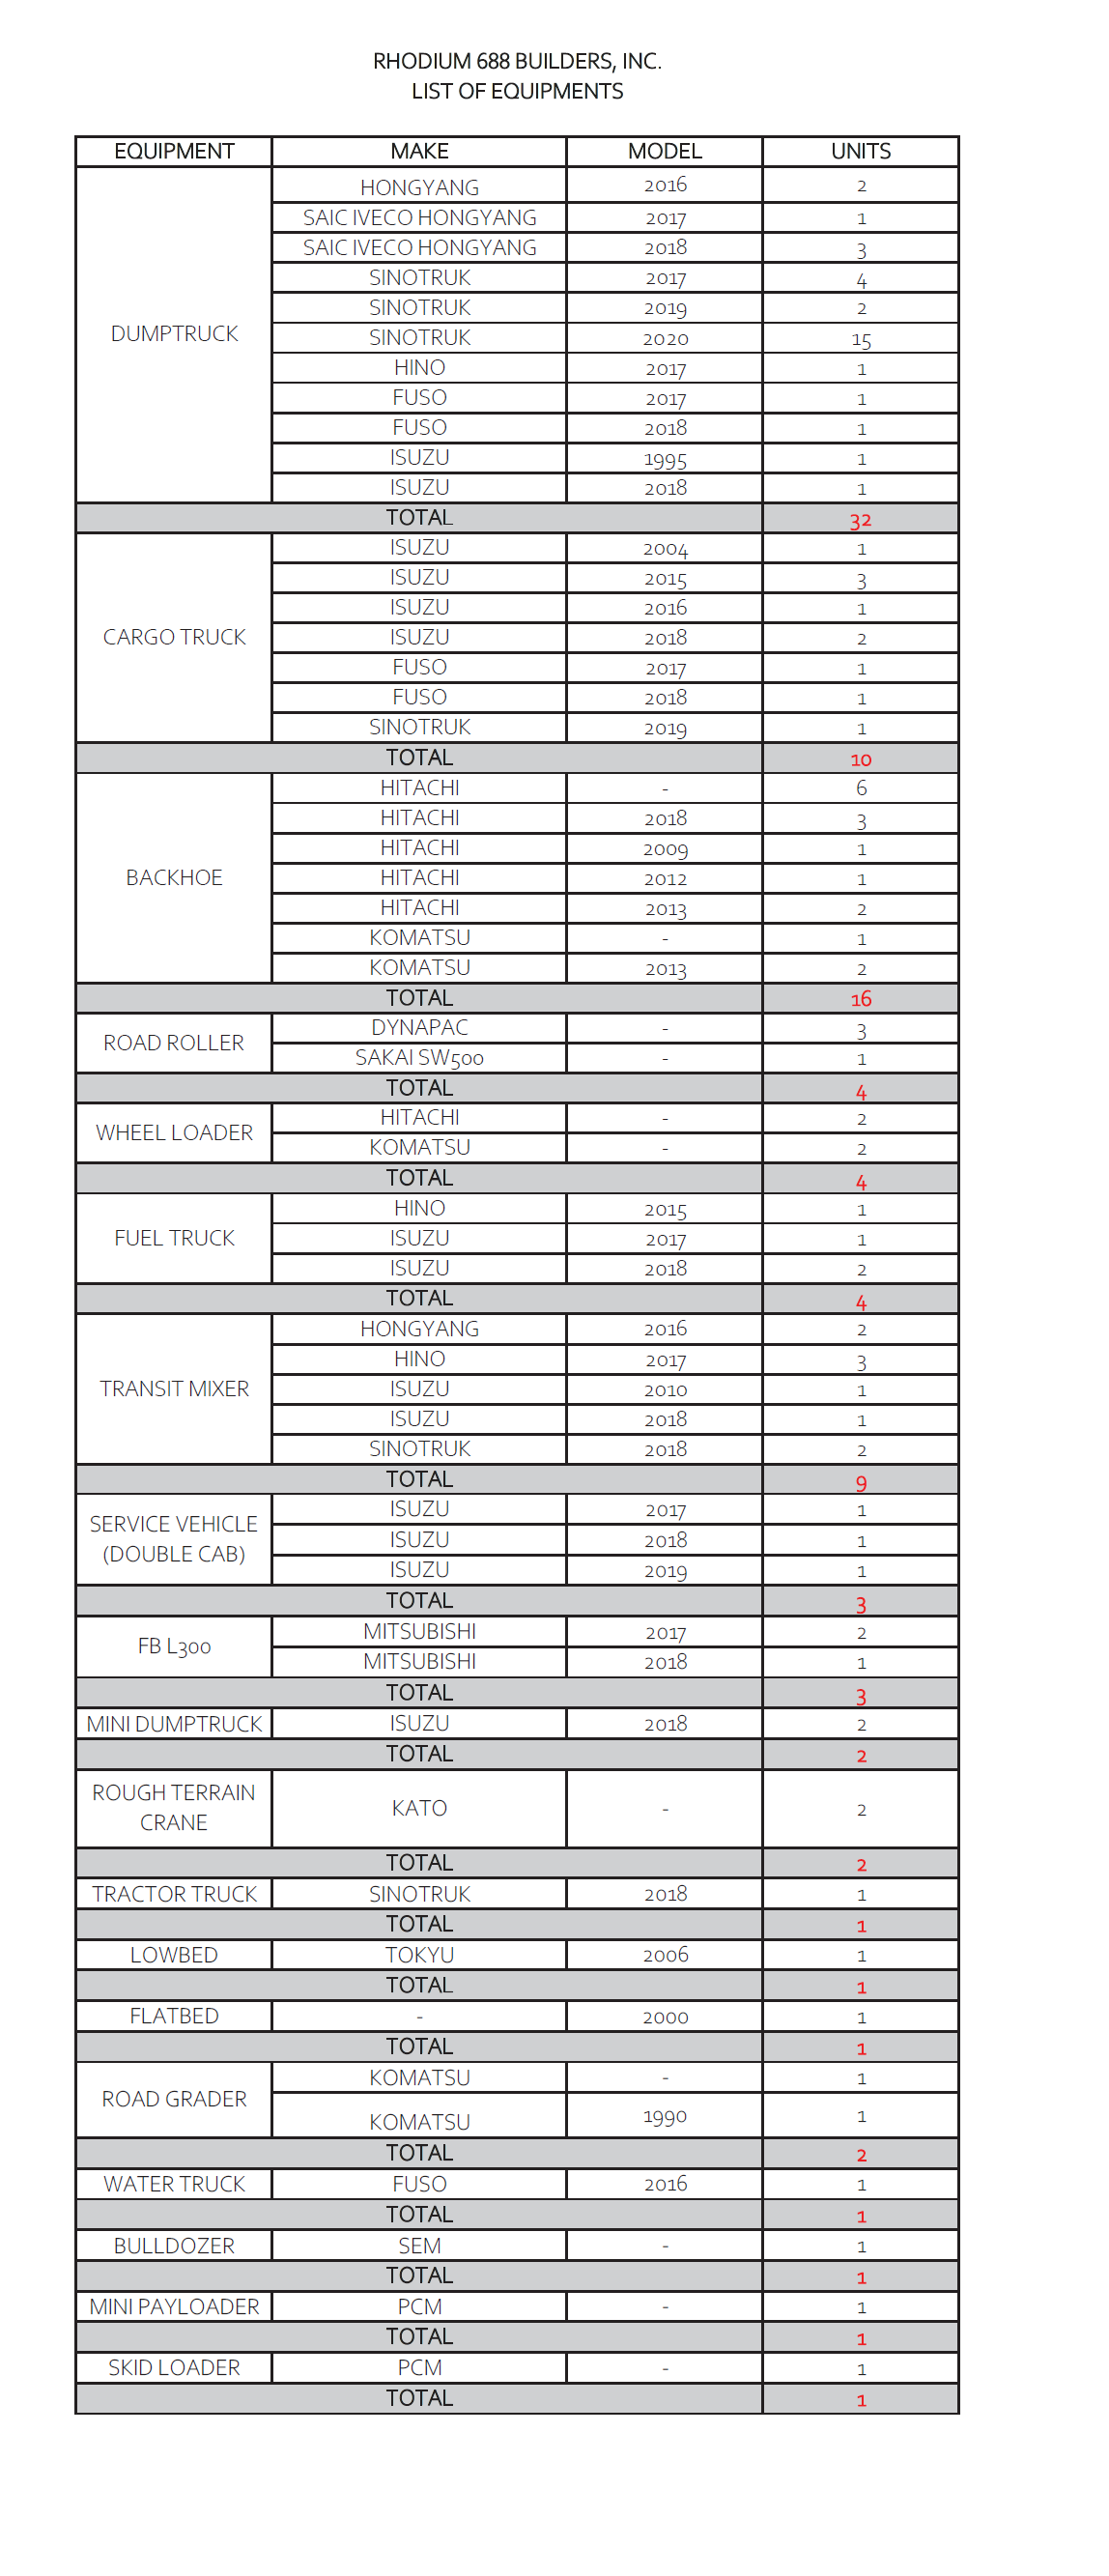 RHODIUM 688 BUILDERS, INC.
LIST OF EQUIPMENTS
EQUIPMENT MAKE MODEL UNITS
DUMPTRUCK
HONGYANG 2016 2
SAIC IVECO HONGYANG 2017 1
SAIC IVECO HONGYANG 2018 3
SINOTRUK 2017 4
SINOTRUK 2019 2
SINOTRUK 2020 15
HINO 2017 1
FUSO 2017 1
FUSO 2018 1
ISUZU 1995 1
ISUZU 2018 1
TOTAL 32
CARGO TRUCK
ISUZU 2004 1
ISUZU 2015 3
ISUZU 2016 1
ISUZU 2018 2
FUSO 2017 1
FUSO 2018 1
SINOTRUK 2019 1
TOTAL 10
BACKHOE
HITACHI - 6
HITACHI 2018 3
HITACHI 2009 1
HITACHI 2012 1
HITACHI 2013 2
KOMATSU - 1
KOMATSU 2013 2
TOTAL 16
ROAD ROLLER
DYNAPAC - 3
SAKAI SW500 - 1
TOTAL 4
WHEEL LOADER
HITACHI - 2
KOMATSU - 2
TOTAL 4
FUEL TRUCK
HINO 2015 1
ISUZU 2017 1
ISUZU 2018 2
TOTAL 4
TRANSIT MIXER
HONGYANG 2016 2
HINO 2017 3
ISUZU 2010 1
ISUZU 2018 1
SINOTRUK 2018 2
TOTAL 9
SERVICE VEHICLE
(DOUBLE CAB)
ISUZU 2017 1
ISUZU 2018 1
ISUZU 2019 1
TOTAL 3
FB L300
MITSUBISHI 2017 2
MITSUBISHI 2018 1
TOTAL 3
MINI DUMPTRUCK ISUZU 2018 2
TOTAL 2
ROUGH TERRAIN
CRANE
KATO - 2
TOTAL 2
TRACTOR TRUCK SINOTRUK 2018 1
TOTAL 1
LOWBED TOKYU 2006 1
TOTAL 1
FLATBED - 2000 1
TOTAL 1
ROAD GRADER
KOMATSU - 1
KOMATSU 1990 1
TOTAL 2
WATER TRUCK FUSO 2016 1
TOTAL 1
BULLDOZER SEM - 1
TOTAL 1
MINI PAYLOADER PCM - 1
TOTAL 1
SKID LOADER PCM - 1
TOTAL 1